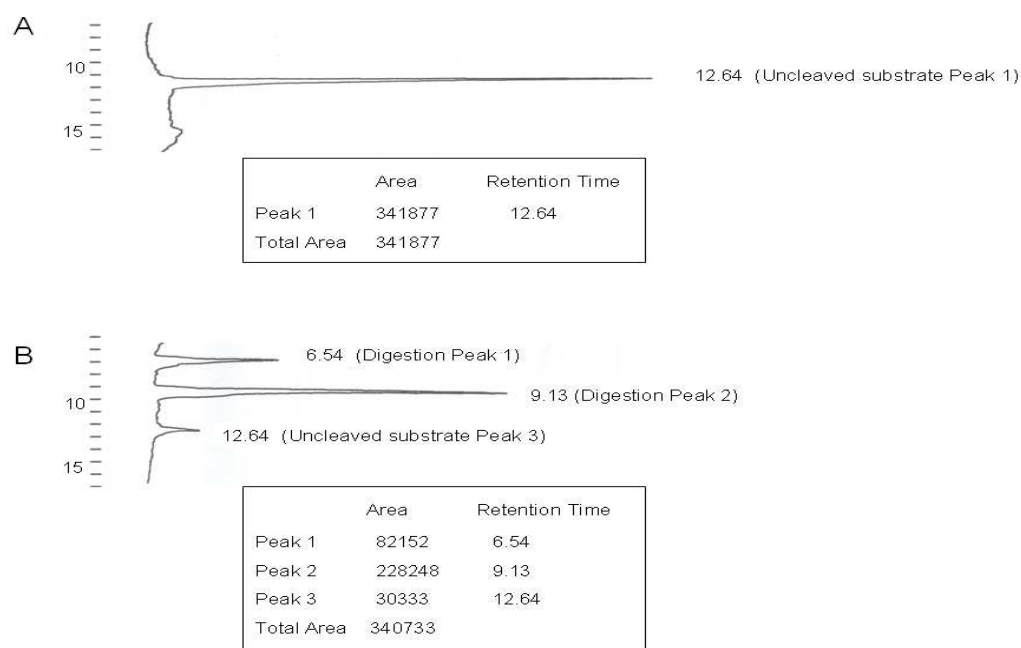 A
10
12.64 (Uncleaved substrate Peak 1)
15
Area Retention Time
Peak 1 341877 12.64
Total Area 341877
B
6.54 (Digestion Peak 1)
9.13 (Digestion Peak 2)
10
12.64 (Uncleaved substrate Peak 3)
15
Area Retention Time
Peak 1 82152 6.54
Peak 2 228248 9.13
Peak 3 30333 12.64
Total Area 340733